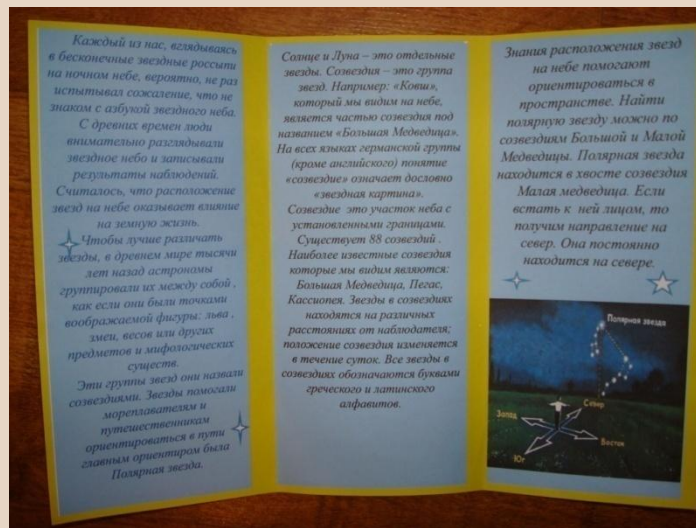 Каждый из нас, вглядываясь
в бесконечные звездные россыпи
на ночном небе, вероятно, не раз
испытывал сожаление, что не
знаком с азбукой звездного неба.
С древних времен люди
внимательно разглядывали
звездное небо и записывали
результаты наблюдений.
Считалось, что расположение
звезд на небе оказывает влияние
на земную жизнь.
Чтобы лучше различать
звезды, в древнем мире тысячи
лет назад астрономы
группировали их между собой ,
как если они были точками
воображаемой фигуры: льва ,
змеи, весов или других
предметов и мифологических
существ.
Эти группы звезд они назвали
созвездиями. Звезды помогали
мореплавателям и
путешественникам
ориентироваться в пути
главным ориентиром была
Полярная звезда.
Солнце и Луна – это отдельные
звезды. Созвездия – это группа
звезд. Например: «Ковш»,
который мы видим на небе,
является частью созвездия под
названием «Большая Медведица».
На всех языках германской группы
(кроме английского) понятие
«созвездие» означает дословно
«звездная картина».
Созвездие это участок неба с
установленными границами.
Существует 88 созвездий .
Наиболее известные созвездия
которые мы видим являются:
Большая Медведица, Пегас,
Кассиопея. Звезды в созвездиях
находятся на различных
расстояниях от наблюдателя;
положение созвездия изменяется
в течение суток. Все звезды в
созвездиях обозначаются буквами
греческого и латинского
алфавитов.
Знания расположения звезд
на небе помогают
ориентироваться в
пространстве. Найти
полярную звезду можно по
созвездиям Большой и Малой
Медведицы. Полярная звезда
находится в хвосте созвездия
Малая медведица. Если
встать к ней лицом, то
получим направление на
север. Она постоянно
находится на севере.
Полярная звезда
Север
Запад
Восток
Юг